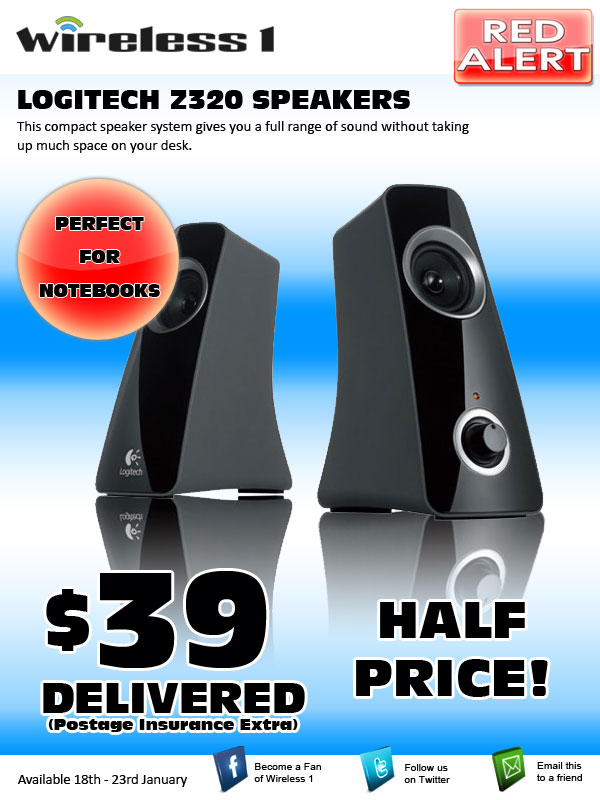 wireless 1
RED
ALERT
LOGITECH Z320 SPEAKERS
This compact speaker system gives you a full range of sound without taking
up much space on your desk.
PERFECT
FOR
NOTEBOOKS
Logitech
$39
DELIVERED
(Postage Insurance Extra)
HALF
PRICE!
Available 18th - 23rd January
Become a Fan
of Wireless 1
Follow us
on Twitter
Email this
to a friend